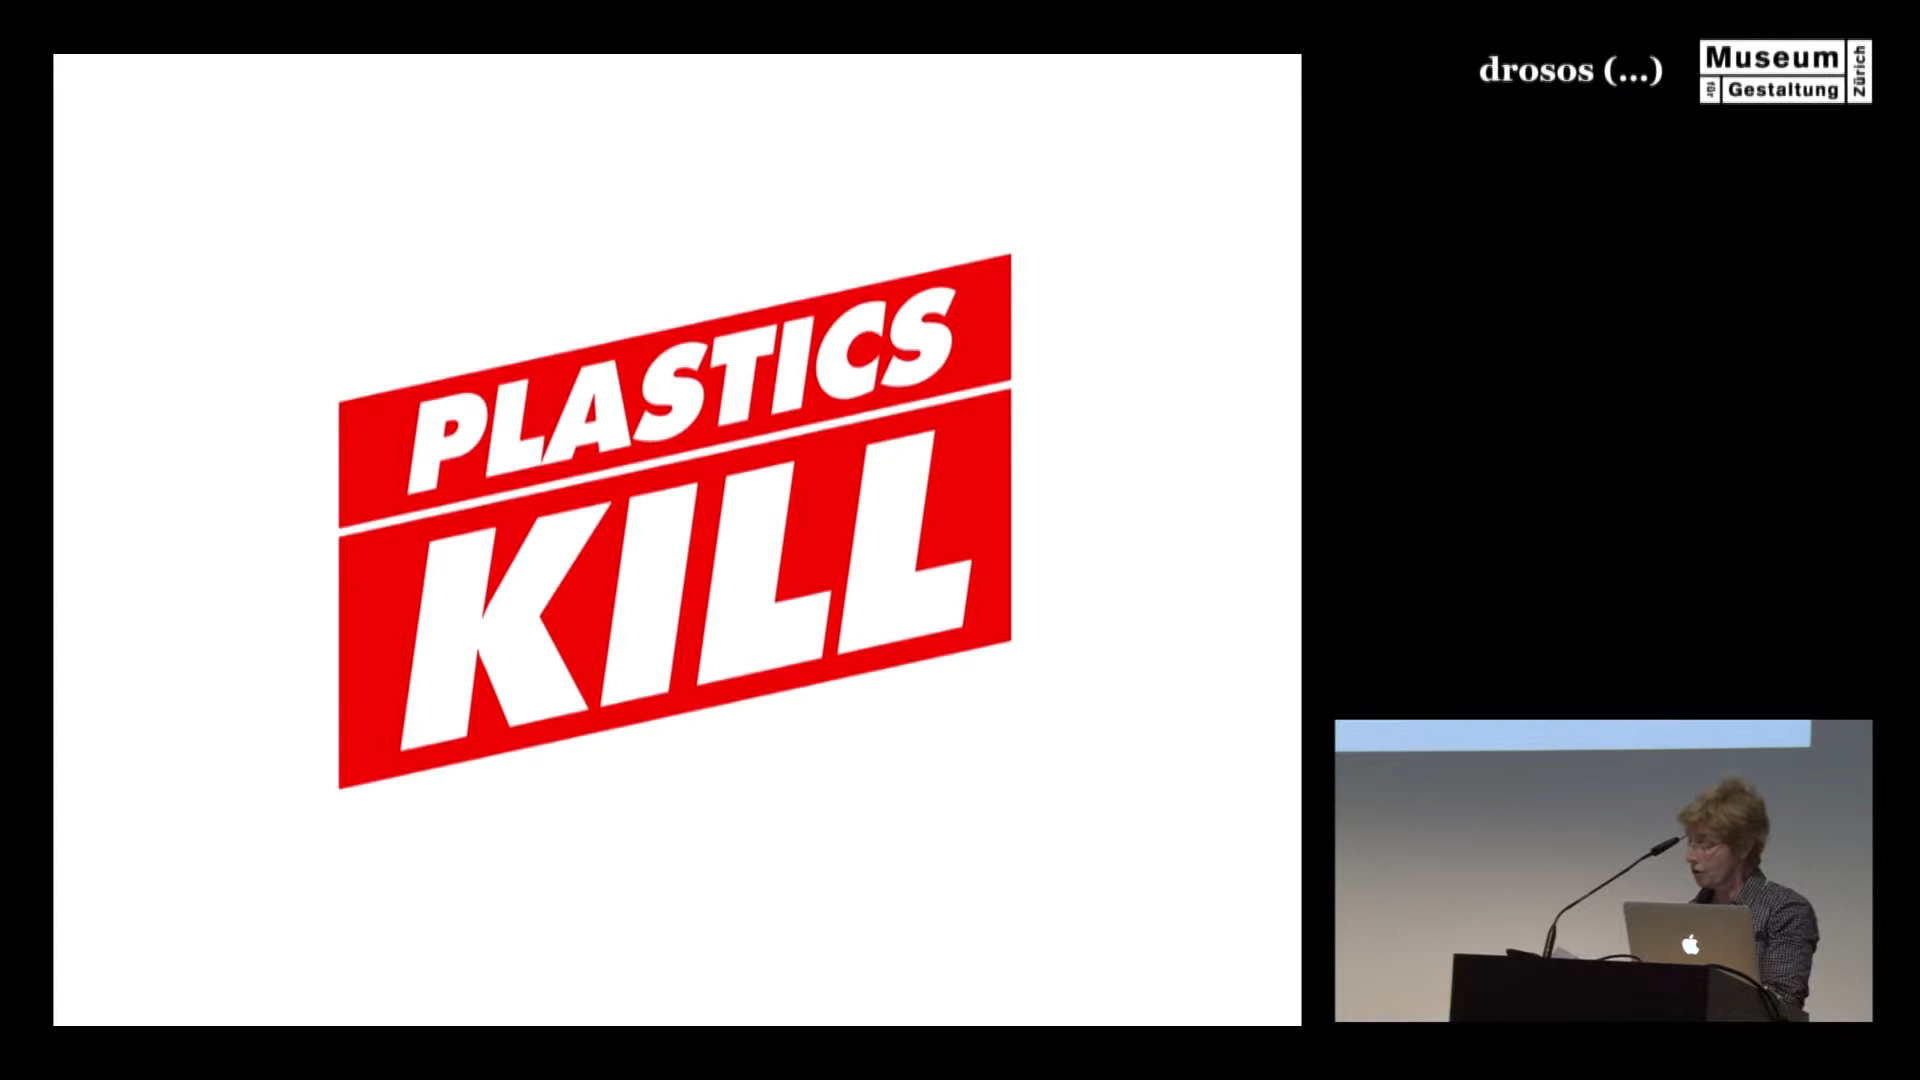 drosos (...)
Museum
für Gestaltung
Zürich
PLASTICS
KILL